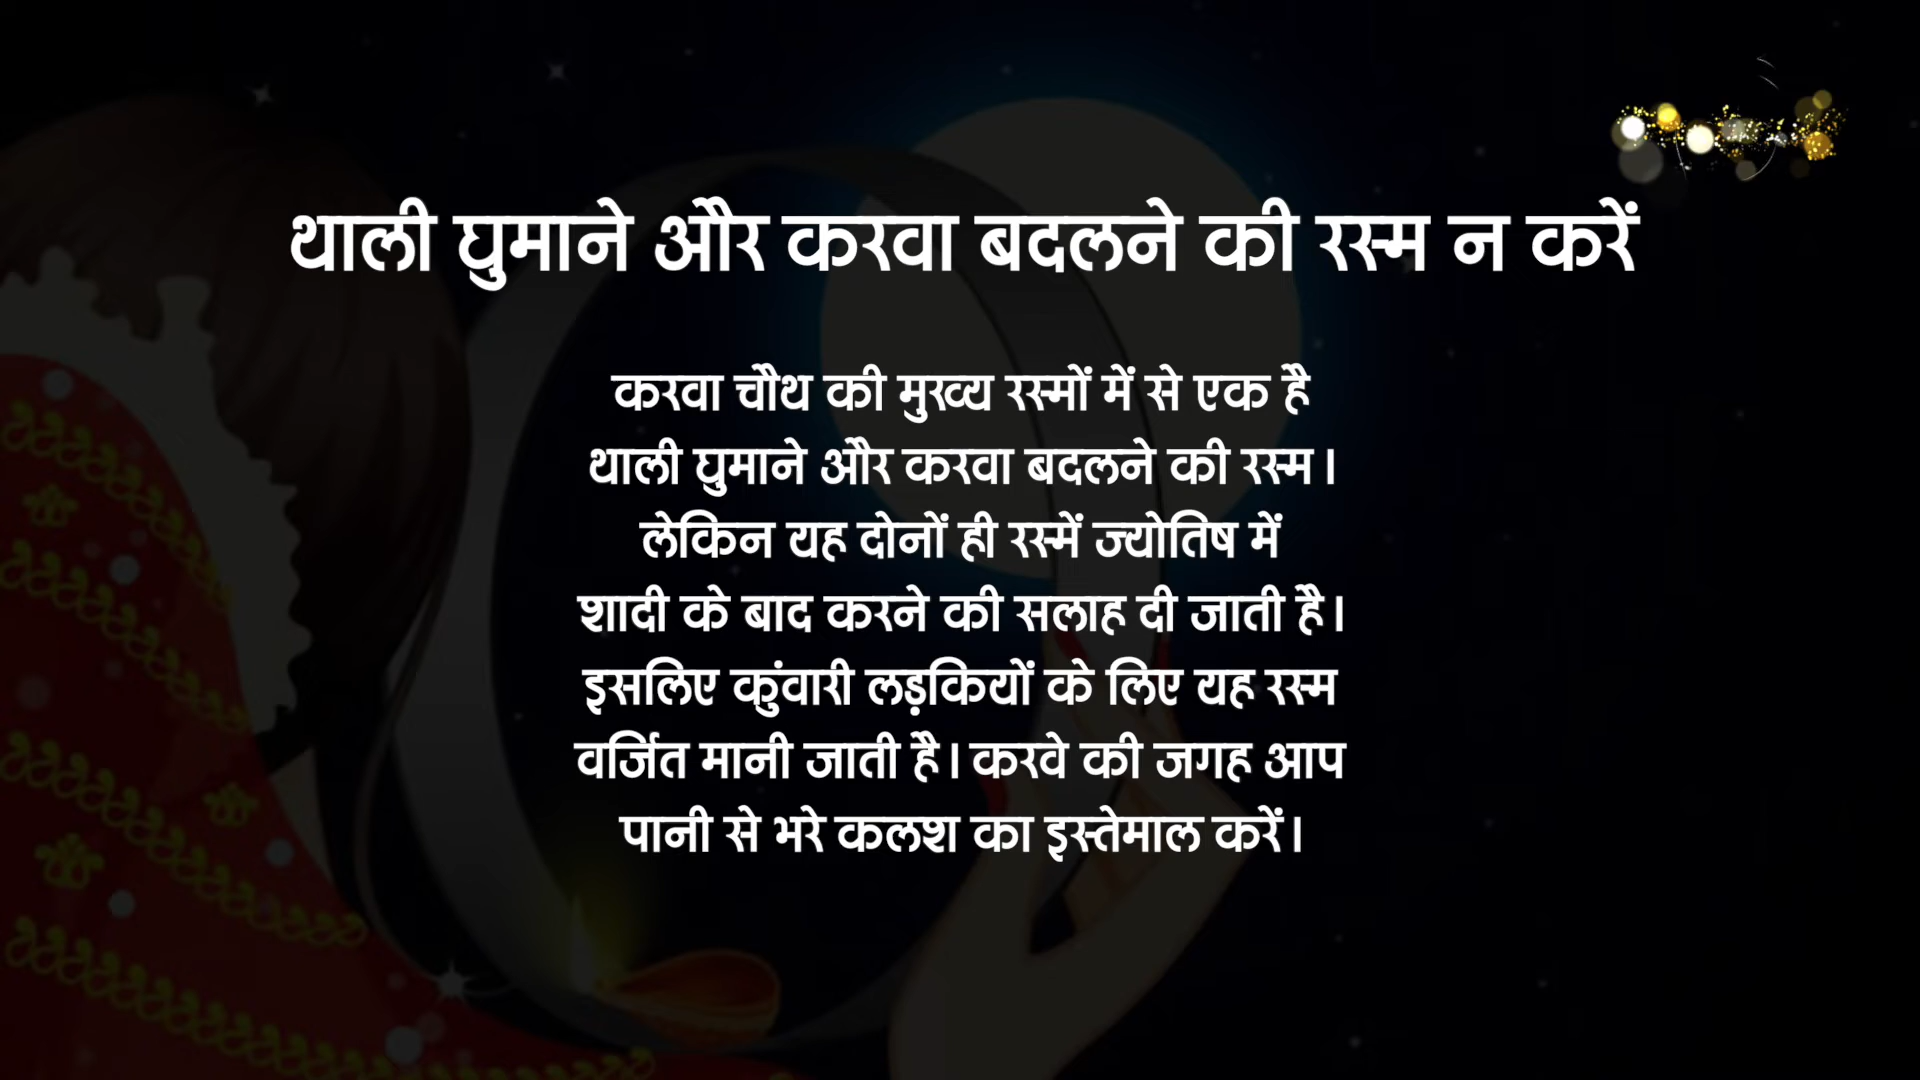 थाली घुमाने और करवा बदलने की रस्म न करें
करवा चौथ की मुख्य रस्मों में से एक है
थाली घुमाने और करवा बदलने की रस्म।
लेकिन यह दोनों ही रस्में ज्योतिष में
शादी के बाद करने की सलाह दी जाती है।
इसलिए कुंवारी लड़कियों के लिए यह रस्म
वर्जित मानी जाती है। करवे की जगह आप
पानी से भरे कलश का इस्तेमाल करें।